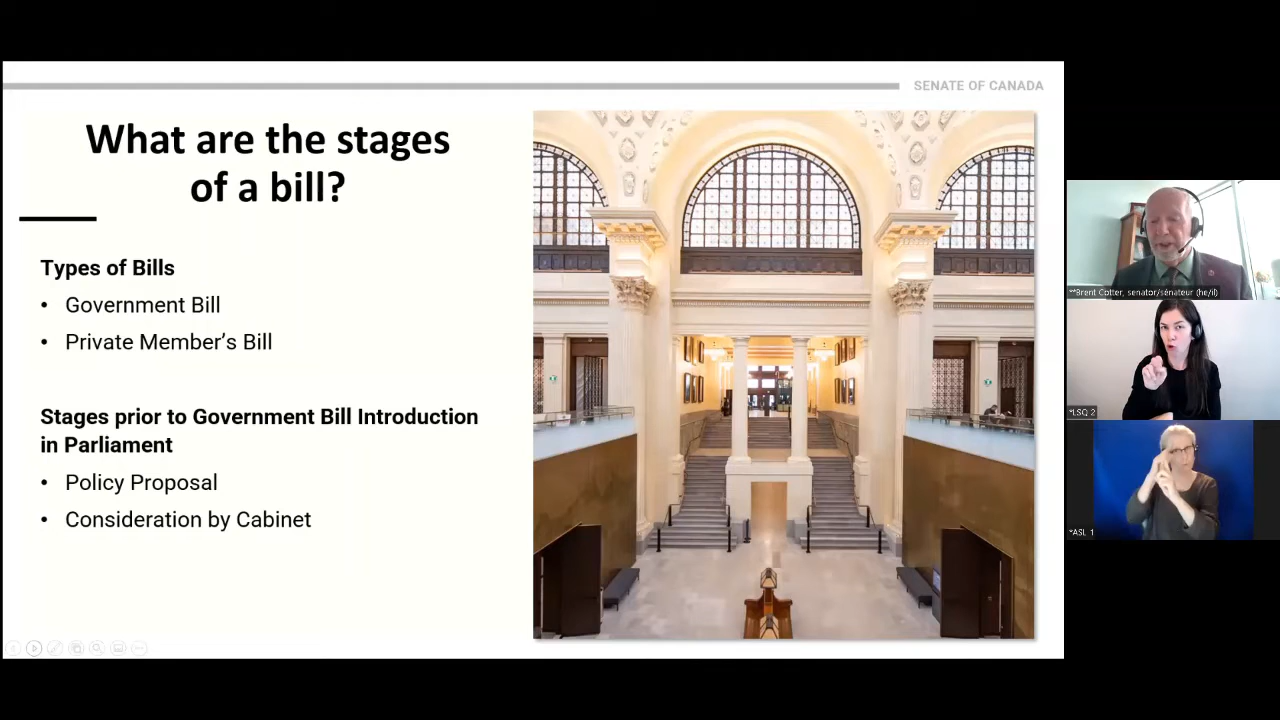 SENATE OF CANADA
What are the stages
of a bill?
Types of Bills
• Government Bill
• Private Member’s Bill
Stages prior to Government Bill Introduction
in Parliament
• Policy Proposal
• Consideration by Cabinet
**Brent Cotter, senator/sénateur (he/il)
*LSQ 2
*ASL 1